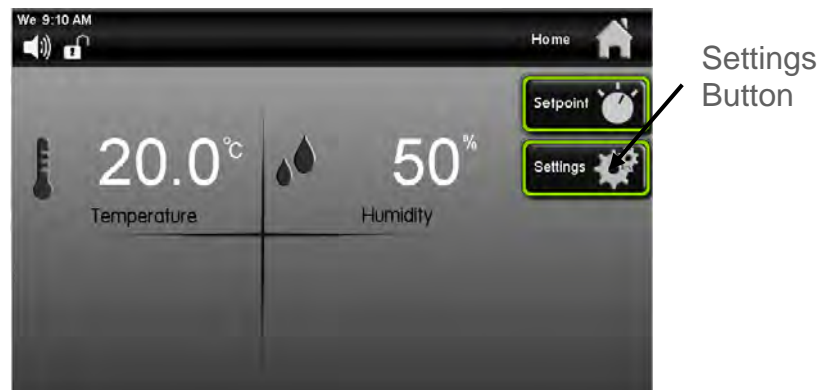 We 9:10 AM
Home
Settings
Button
Setpoint
20.0°C
50%
Settings
Temperature
Humidity